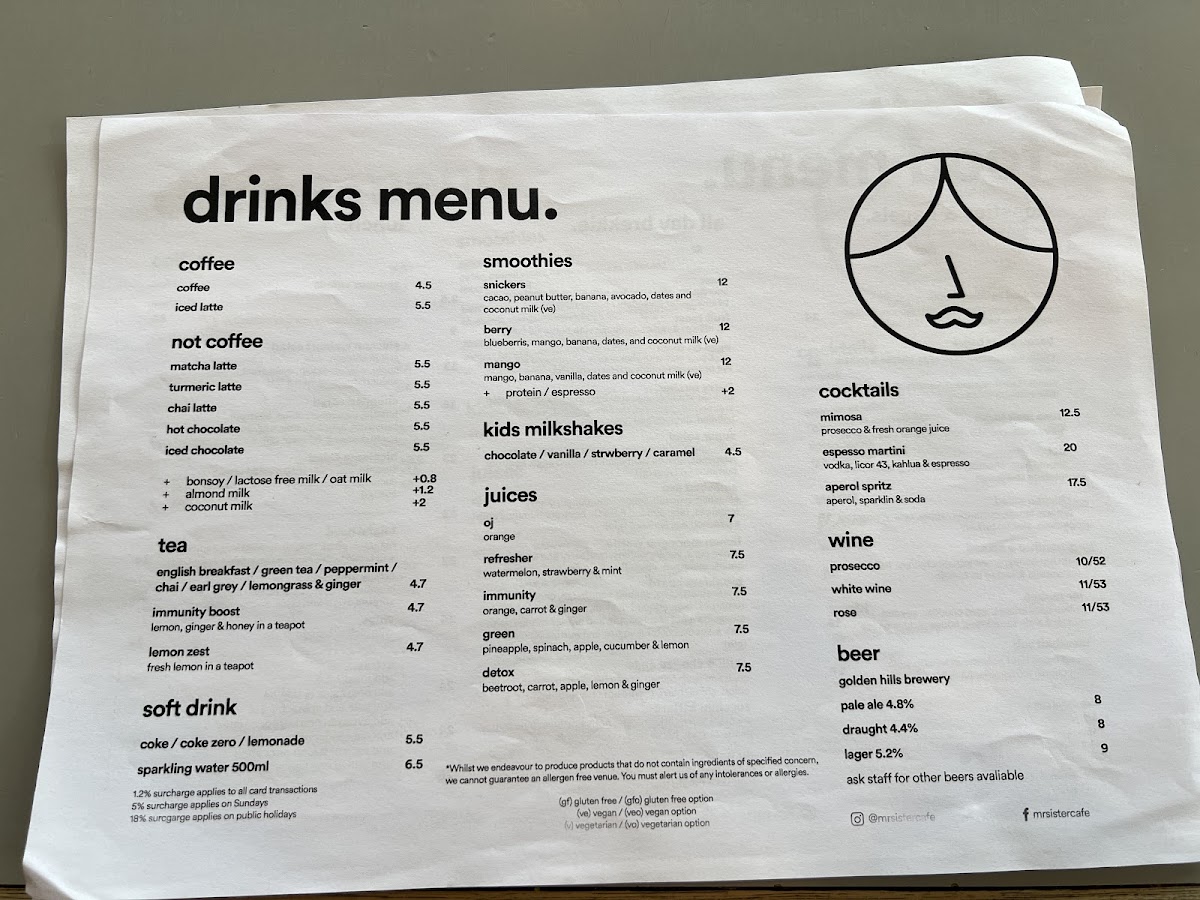 drinks menu.
coffee
coffee 4.5
iced latte 5.5
not coffee
matcha latte 5.5
turmeric latte 5.5
chai latte 5.5
hot chocolate 5.5
iced chocolate 5.5
+ bonsoy / lactose free milk / oat milk +0.8
+ almond milk +1.2
+ coconut milk +2
tea
english breakfast / green tea / peppermint /
chai / earl grey / lemongrass & ginger 4.7
immunity boost 4.7
lemon, ginger & honey in a teapot
lemon zest 4.7
fresh lemon in a teapot
soft drink
coke / coke zero / lemonade 5.5
sparkling water 500ml 6.5
1.2% surcharge applies to all card transactions
5% surcharge applies on Sundays
18% surcgarge applies on public holidays
smoothies
snickers 12
cacao, peanut butter, banana, avocado, dates and
coconut milk (ve)
berry 12
blueberris, mango, banana, dates, and coconut milk (ve)
mango 12
mango, banana, vanilla, dates and coconut milk (ve)
+ protein / espresso +2
kids milkshakes
chocolate / vanilla / strwberry / caramel 4.5
juices
oj 7
orange
refresher 7.5
watermelon, strawberry & mint
immunity 7.5
orange, carrot & ginger
green 7.5
pineapple, spinach, apple, cucumber & lemon
detox 7.5
beetroot, carrot, apple, lemon & ginger
*Whilst we endeavour to produce products that do not contain ingredients of specified concern,
we cannot guarantee an allergen free venue. You must alert us of any intolerances or allergies.
(gf) gluten free / (gfo) gluten free option
(ve) vegan / (veo) vegan option
(v) vegetarian / (vo) vegetarian option
cocktails
mimosa 12.5
prosecco & fresh orange juice
espesso martini 20
vodka, licor 43, kahlua & espresso
aperol spritz 17.5
aperol, sparklin & soda
wine
prosecco 10/52
white wine 11/53
rose 11/53
beer
golden hills brewery
pale ale 4.8% 8
draught 4.4% 8
lager 5.2% 9
ask staff for other beers avaliable
@mrsistercafe
f mrsistercafe